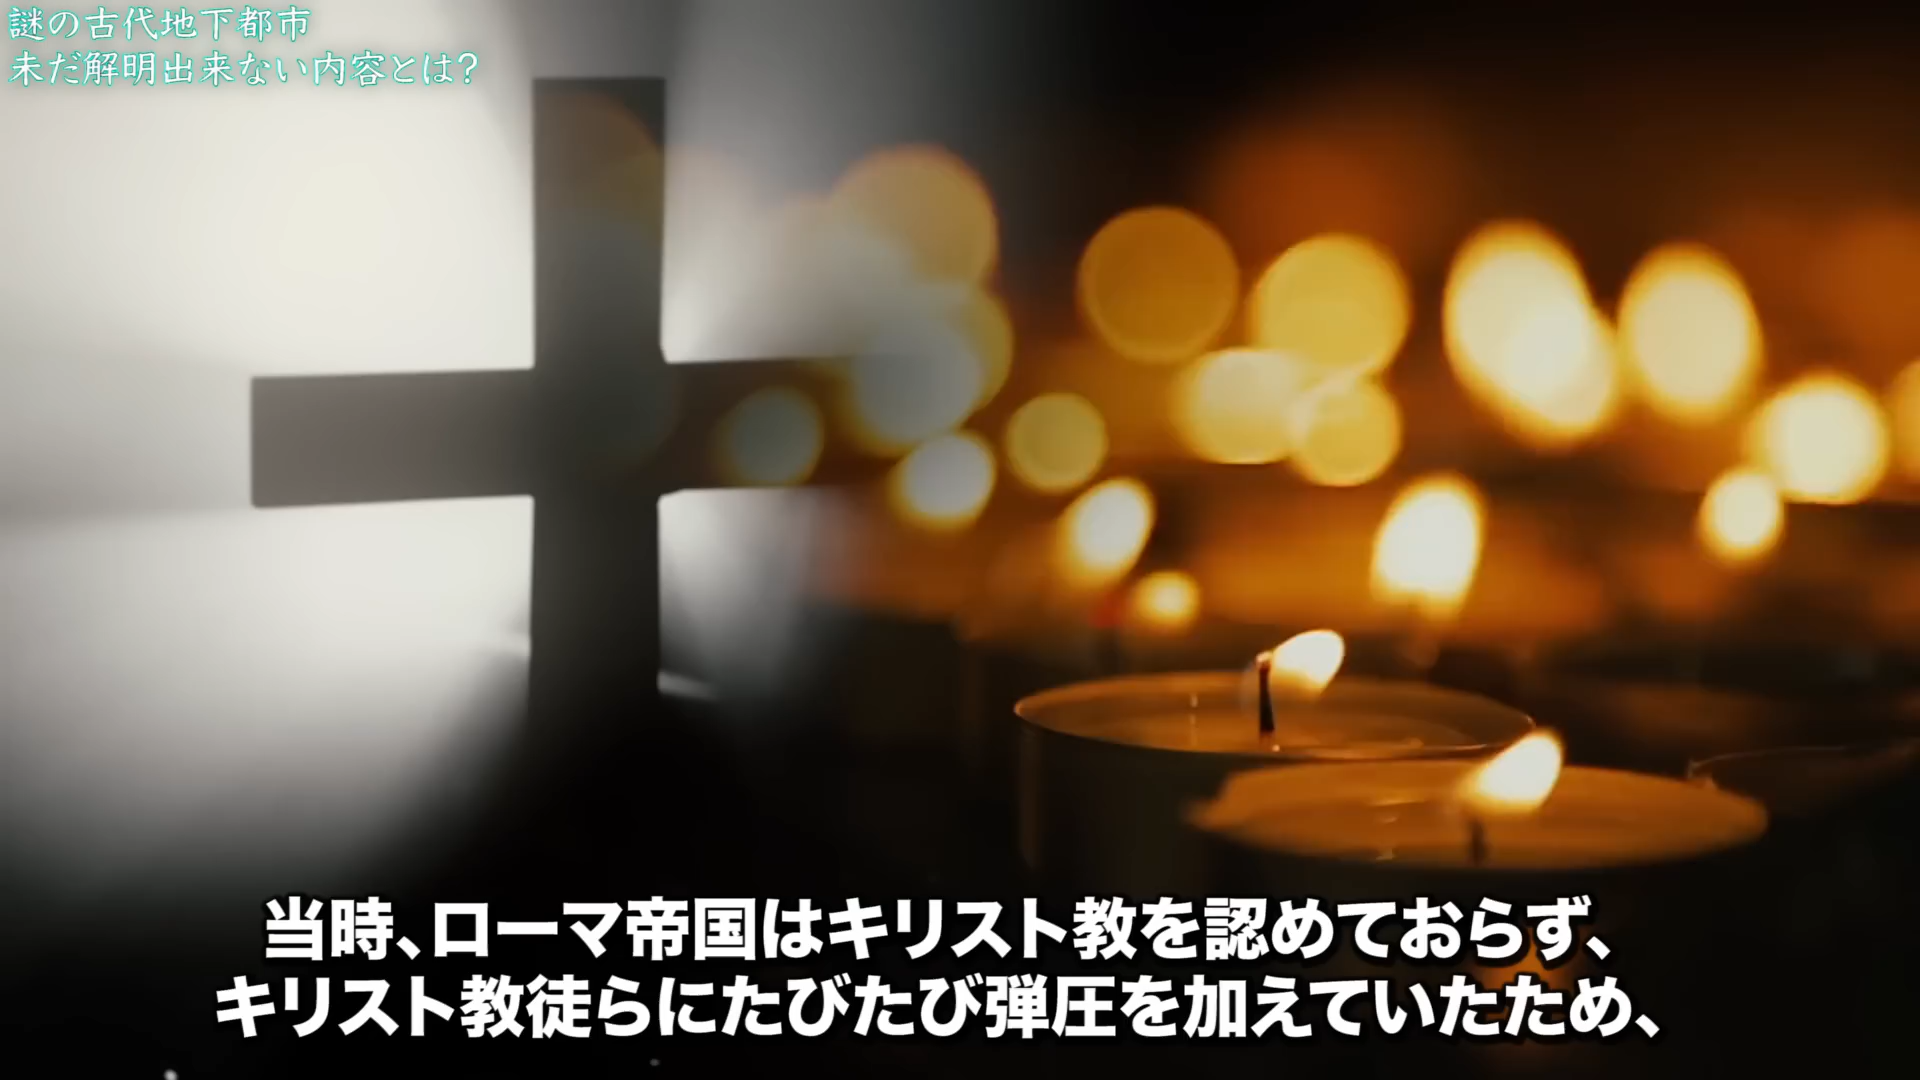 謎の古代地下都市
未だ解明出来ない内容とは？
当時、ローマ帝国はキリスト教を認めておらず、
キリスト教徒らにたびたび弾圧を加えていたため、